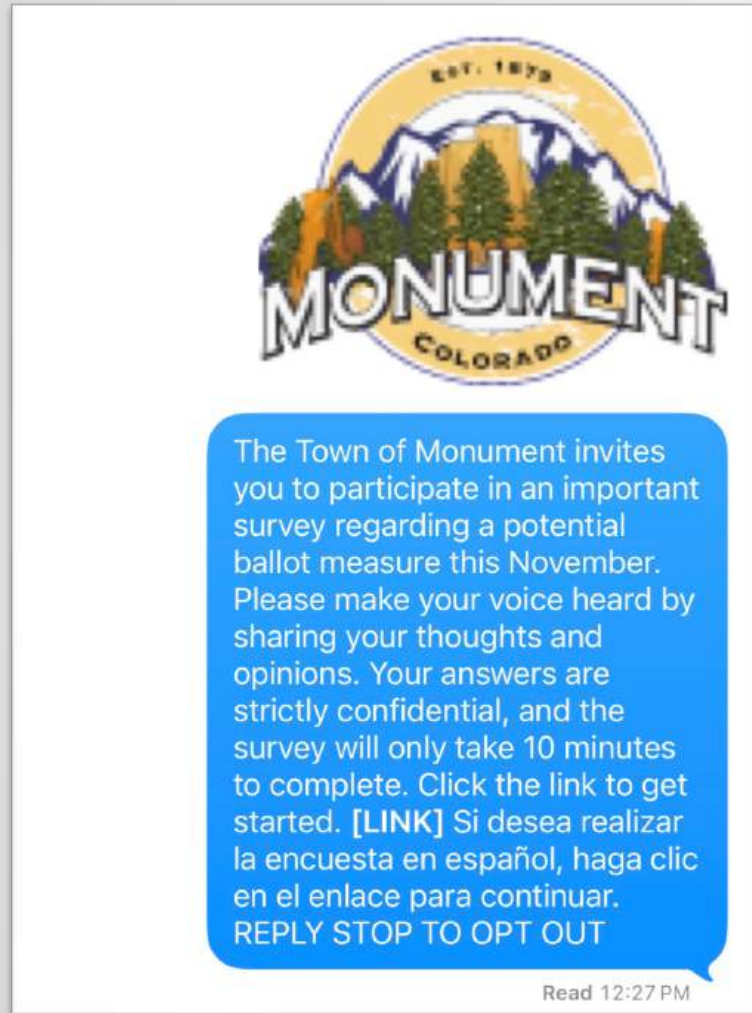 EST. 1879
MONUMENT
COLORADO
The Town of Monument invites
you to participate in an important
survey regarding a potential
ballot measure this November.
Please make your voice heard by
sharing your thoughts and
opinions. Your answers are
strictly confidential, and the
survey will only take 10 minutes
to complete. Click the link to get
started. [LINK] Si desea realizar
la encuesta en español, haga clic
en el enlace para continuar.
REPLY STOP TO OPT OUT
Read 12:27 PM